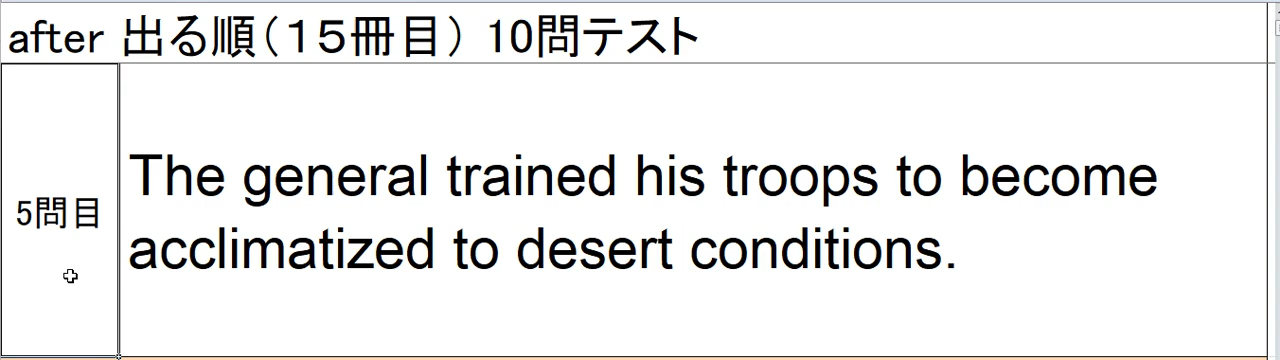 after 出る順（１５冊目） 10問テスト
5問目
The general trained his troops to become
acclimatized to desert conditions.